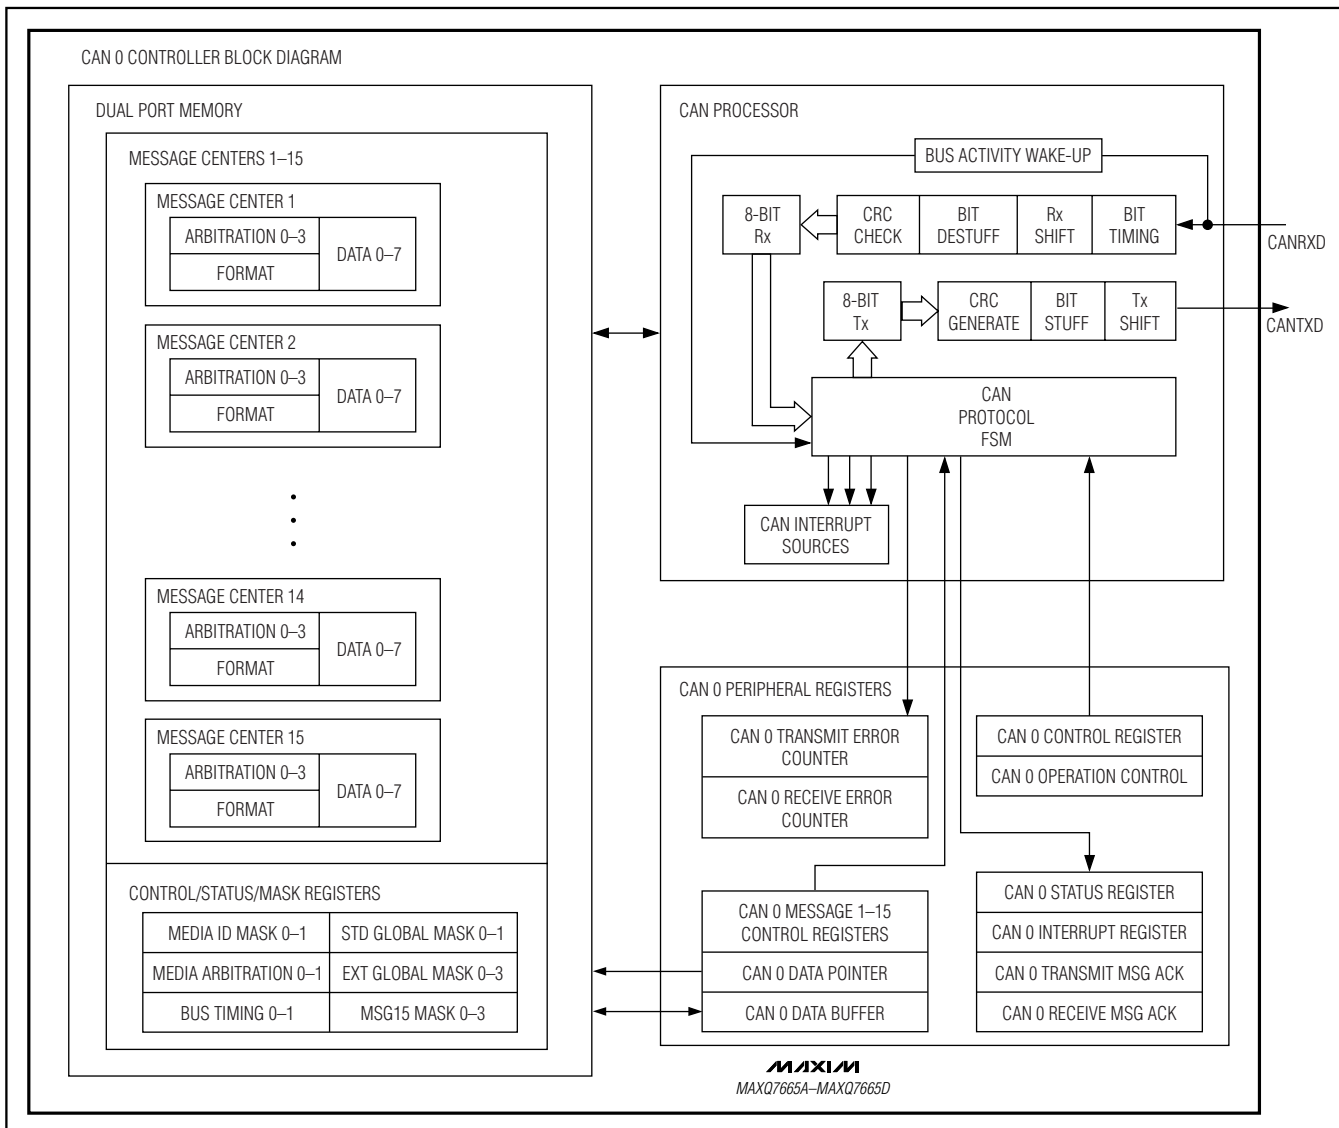 CAN 0 CONTROLLER BLOCK DIAGRAM
DUAL PORT MEMORY
MESSAGE CENTERS 1–15
MESSAGE CENTER 1
ARBITRATION 0–3
FORMAT
DATA 0–7
MESSAGE CENTER 2
ARBITRATION 0–3
FORMAT
DATA 0–7
MESSAGE CENTER 14
ARBITRATION 0–3
FORMAT
DATA 0–7
MESSAGE CENTER 15
ARBITRATION 0–3
FORMAT
DATA 0–7
CONTROL/STATUS/MASK REGISTERS
MEDIA ID MASK 0–1
STD GLOBAL MASK 0–1
MEDIA ARBITRATION 0–1
EXT GLOBAL MASK 0–3
BUS TIMING 0–1
MSG15 MASK 0–3
CAN PROCESSOR
BUS ACTIVITY WAKE-UP
8-BIT
Rx
CRC
CHECK
BIT
DESTUFF
Rx
SHIFT
BIT
TIMING
CANRXD
8-BIT
Tx
CRC
GENERATE
BIT
STUFF
Tx
SHIFT
CANTXD
CAN
PROTOCOL
FSM
CAN INTERRUPT
SOURCES
CAN 0 PERIPHERAL REGISTERS
CAN 0 TRANSMIT ERROR
COUNTER
CAN 0 RECEIVE ERROR
COUNTER
CAN 0 CONTROL REGISTER
CAN 0 OPERATION CONTROL
CAN 0 MESSAGE 1–15
CONTROL REGISTERS
CAN 0 DATA POINTER
CAN 0 DATA BUFFER
CAN 0 STATUS REGISTER
CAN 0 INTERRUPT REGISTER
CAN 0 TRANSMIT MSG ACK
CAN 0 RECEIVE MSG ACK
MAXIM
MAXQ7665A–MAXQ7665D